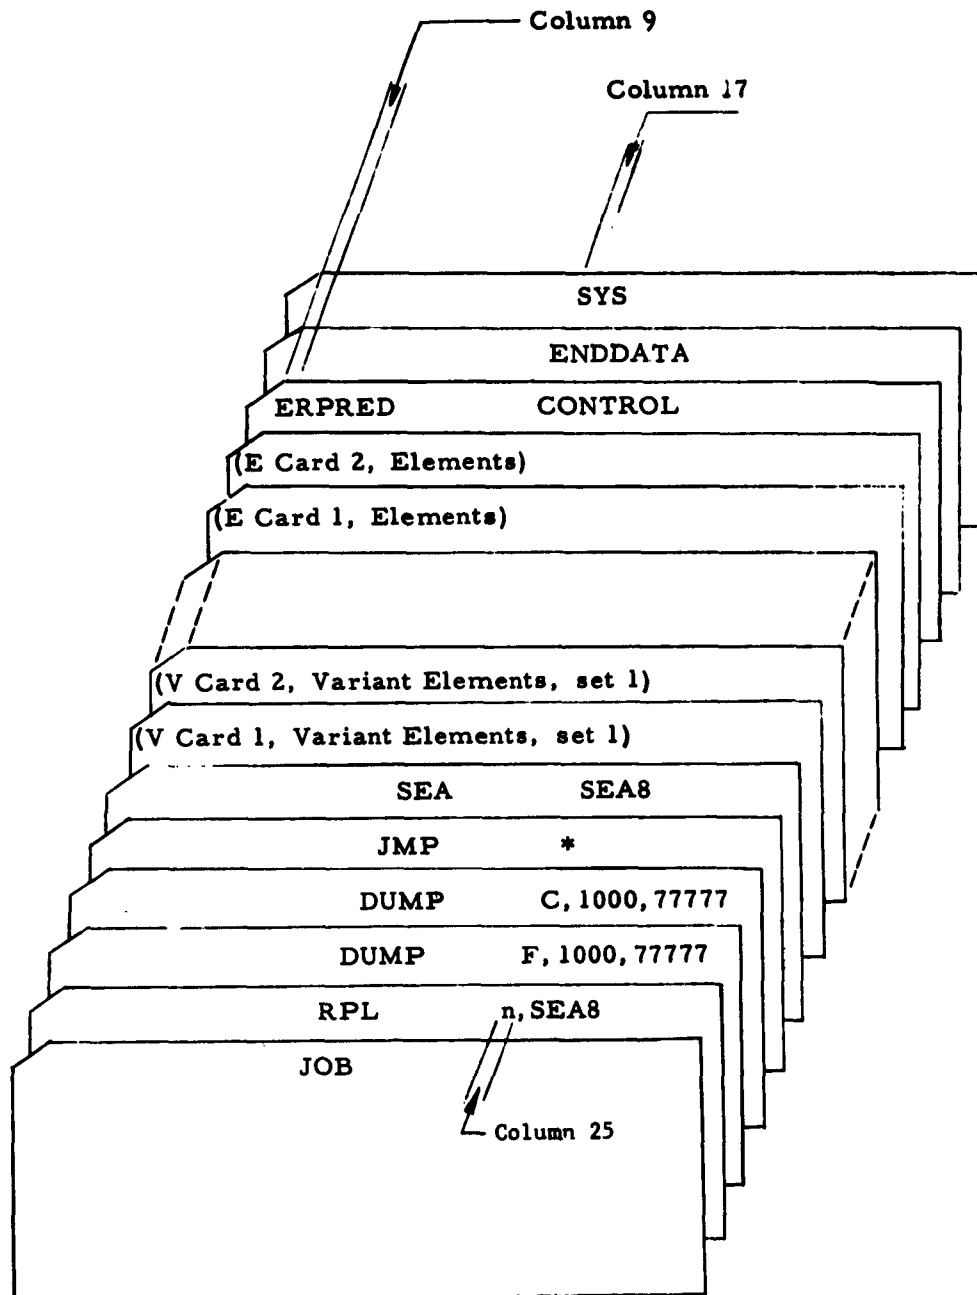 Column 9
Column 17
SYS
ENDDATA
ERPRED CONTROL
(E Card 2, Elements)
(E Card 1, Elements)
(V Card 2, Variant Elements, set 1)
(V Card 1, Variant Elements, set 1)
SEA SEA8
JMP *
DUMP C, 1000, 77777
DUMP F, 1000, 77777
RPL n, SEA8
JOB
Column 25